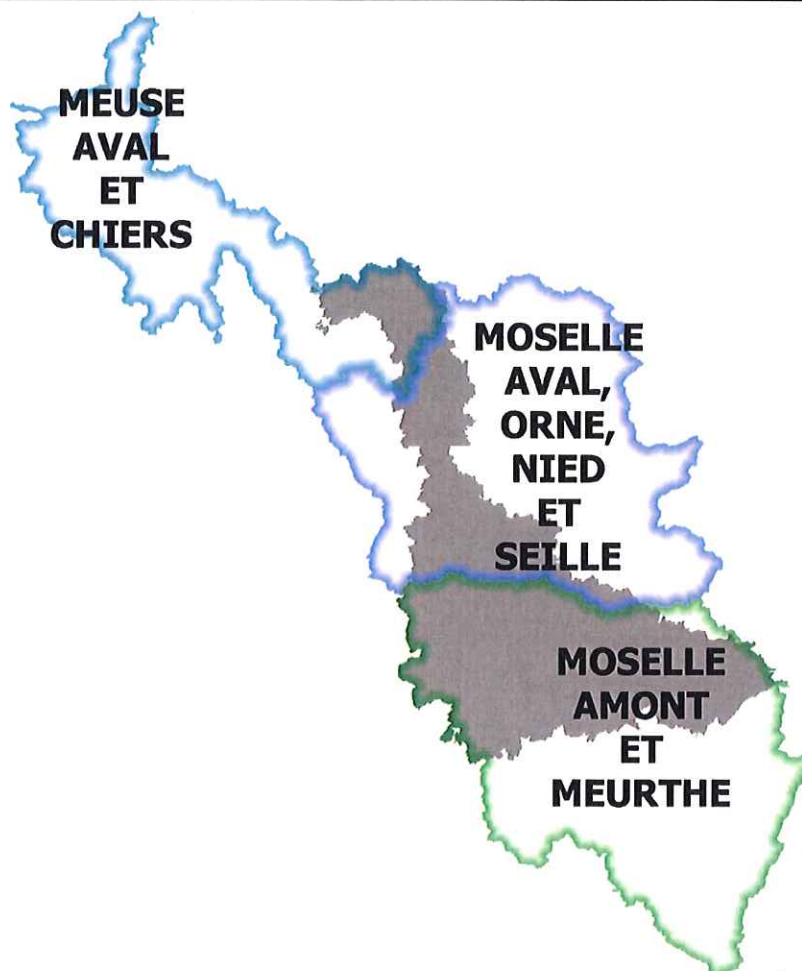 MEUSE
AVAL
ET
CHIERS
MOSELLE
AVAL,
ORNE,
NIED
ET
SEILLE
MOSELLE
AMONT
ET
MEURTHE